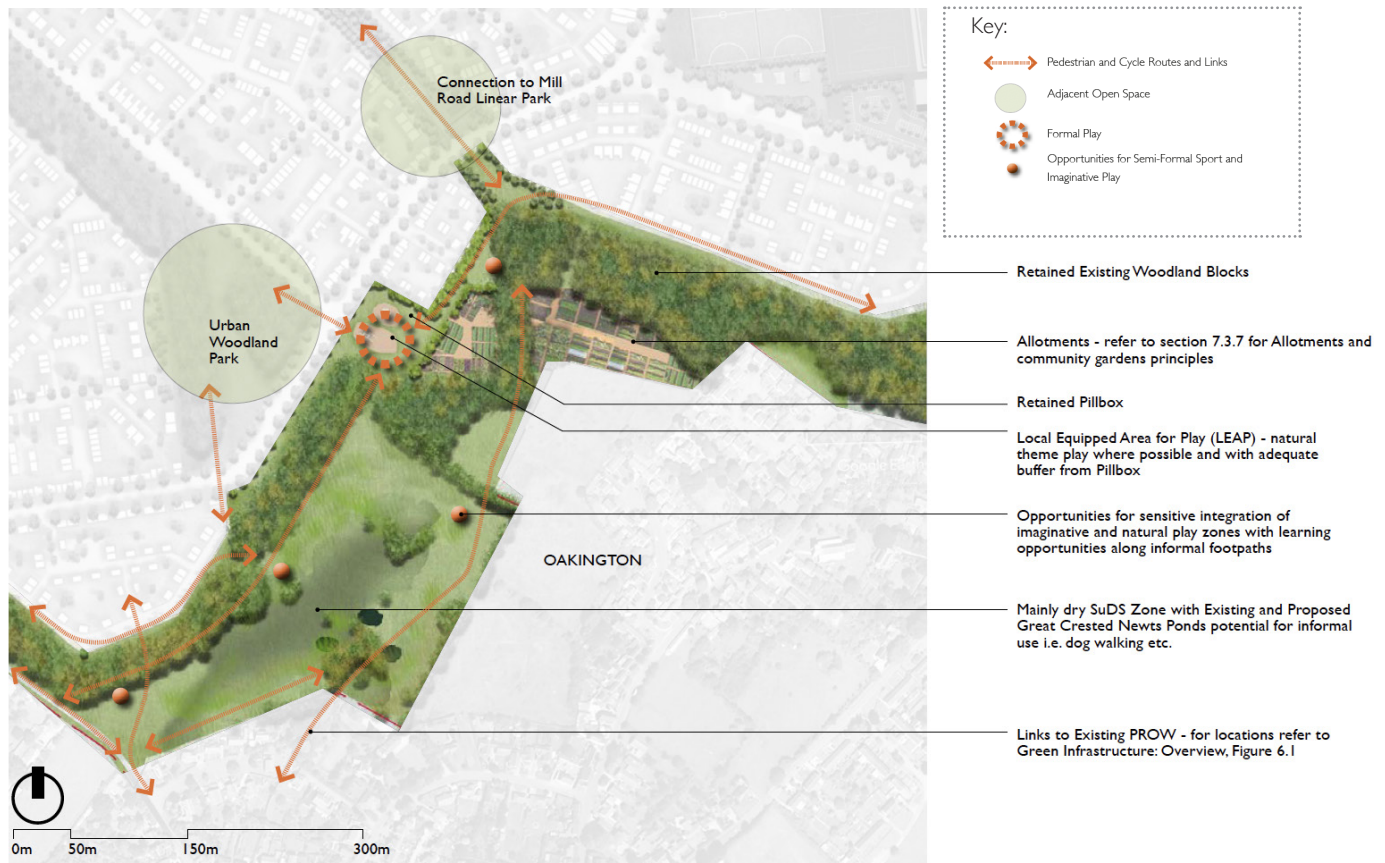 Connection to Mill
Road Linear Park
Urban
Woodland
Park
OAKINGTON
0m
50m
150m
300m
Key:
Pedestrian and Cycle Routes and Links
Adjacent Open Space
Formal Play
Opportunities for Semi-Formal Sport and
Imaginative Play
Retained Existing Woodland Blocks
Allotments - refer to section 7.3.7 for Allotments and
community gardens principles
Retained Pillbox
Local Equipped Area for Play (LEAP) - natural
theme play where possible and with adequate
buffer from Pillbox
Opportunities for sensitive integration of
imaginative and natural play zones with learning
opportunities along informal footpaths
Mainly dry SuDS Zone with Existing and Proposed
Great Crested Newts Ponds potential for informal
use i.e. dog walking etc.
Links to Existing PROW - for locations refer to
Green Infrastructure: Overview, Figure 6.1